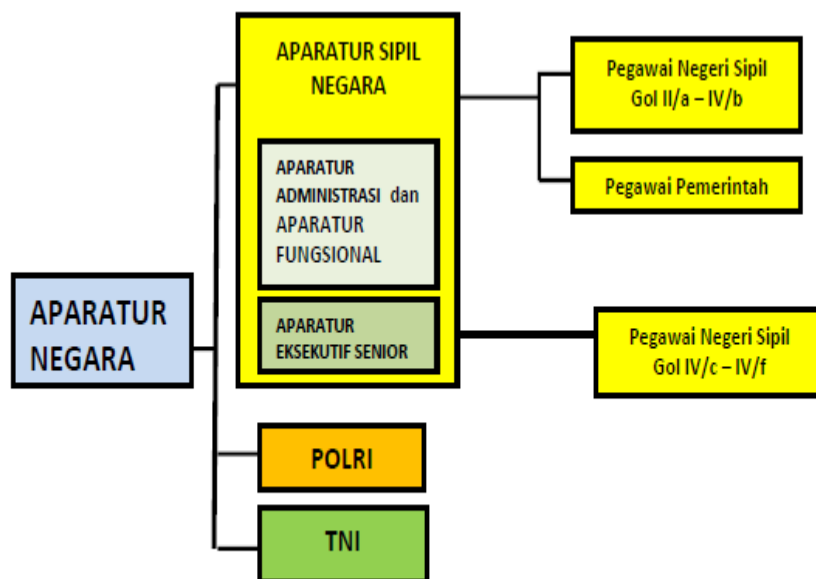 APARATUR SIPIL
NEGARA
APARATUR
ADMINISTRASI dan
APARATUR
FUNGSIONAL
APARATUR
EKSEKUTIF SENIOR
Pegawai Negeri Sipil
Gol II/a – IV/b
Pegawai Pemerintah
Pegawai Negeri Sipil
Gol IV/c – IV/f
APARATUR
NEGARA
POLRI
TNI